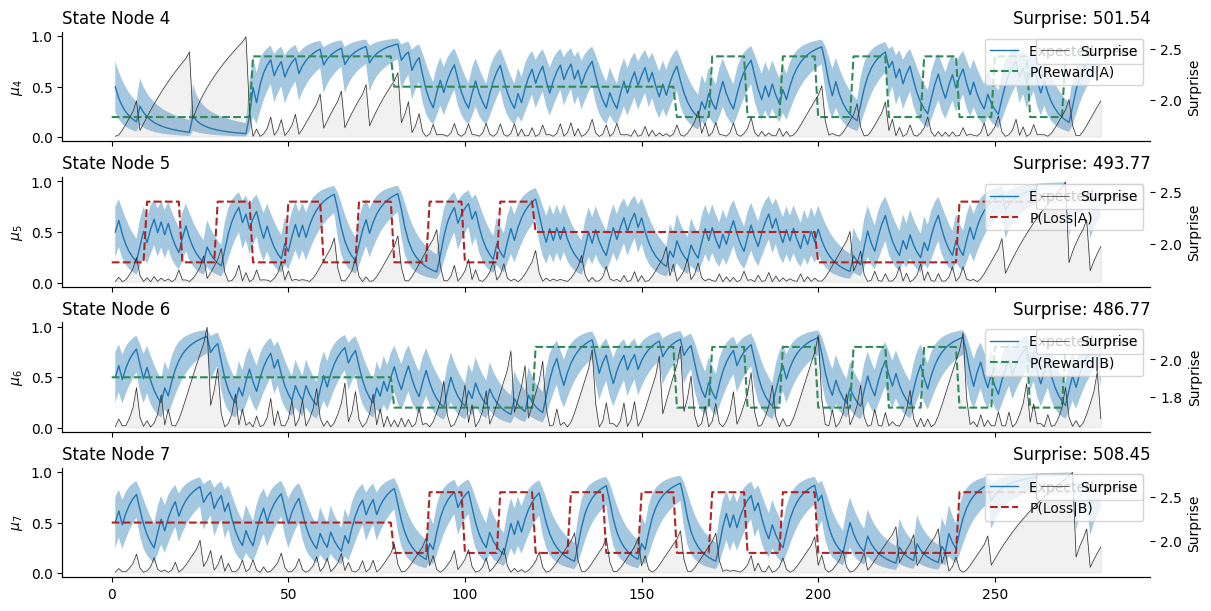 State Node 4 Surprise: 501.54
1.0
0.5
0.0
μ4
2.5
2.0
Surprise
Surprise
P(Reward|A)
State Node 5 Surprise: 493.77
1.0
0.5
0.0
μ5
2.5
2.0
Surprise
Surprise
P(Loss|A)
State Node 6 Surprise: 486.77
1.0
0.5
0.0
μ6
2.0
1.8
Surprise
Surprise
P(Reward|B)
State Node 7 Surprise: 508.45
1.0
0.5
0.0
μ7
2.5
2.0
Surprise
Surprise
P(Loss|B)
0 50 100 150 200 250